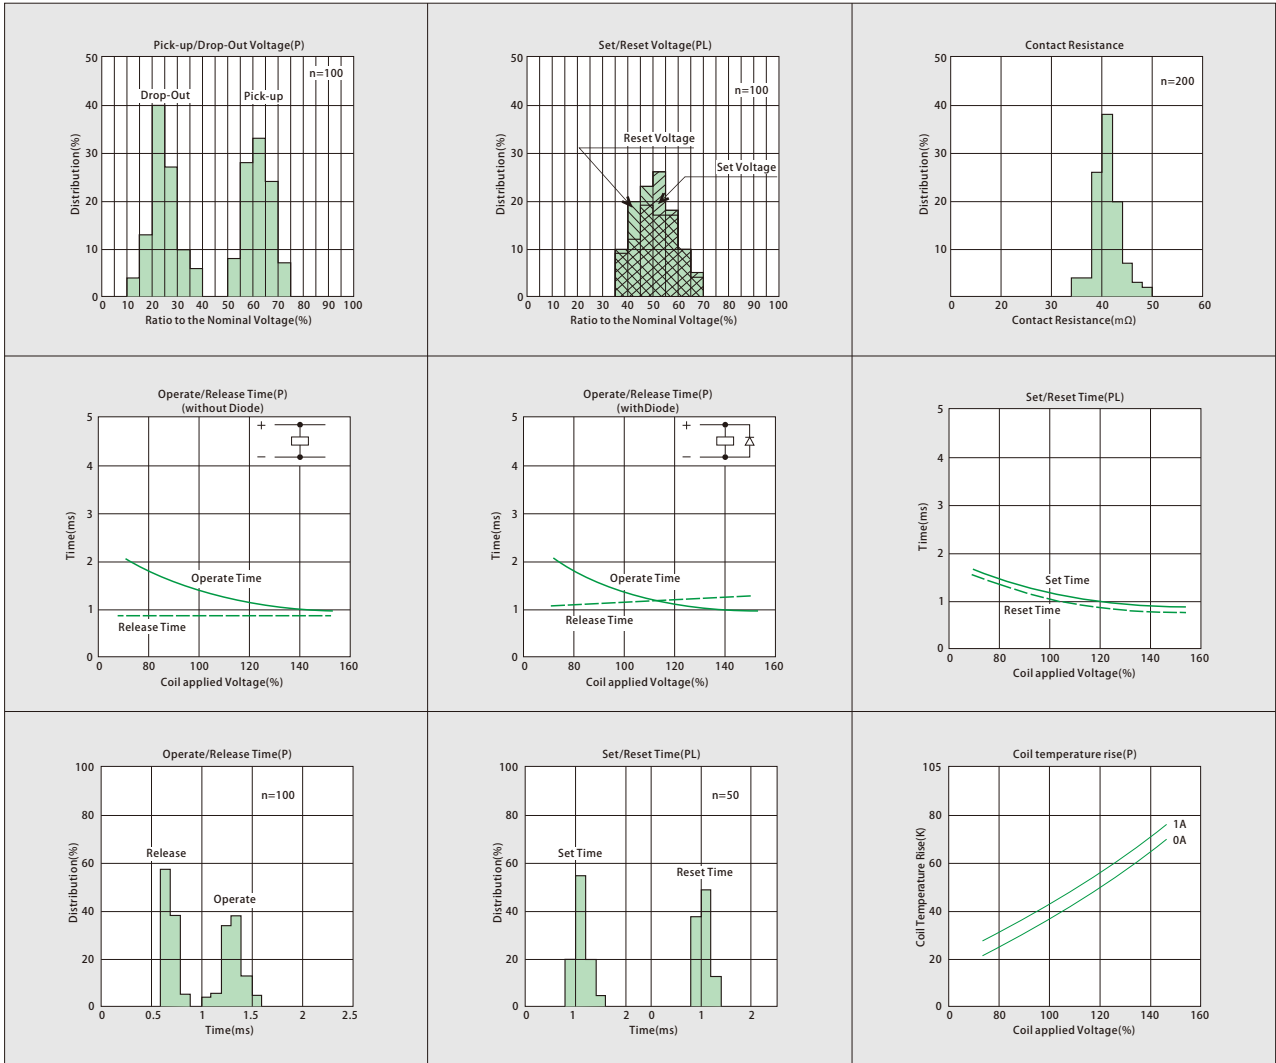 Pick-up/Drop-Out Voltage(P)
50
40
30
20
10
0
Distribution(%)
n=100
Drop-Out
Pick-up
10 20 30 40 50 60 70 80 90 100
Ratio to the Nominal Voltage(%)
Set/Reset Voltage(PL)
50
40
30
20
10
0
Distribution(%)
n=100
Reset Voltage
Set Voltage
0 10 20 30 40 50 60 70 80 90 100
Ratio to the Nominal Voltage(%)
Contact Resistance
50
40
30
20
10
0
Distribution(%)
n=200
0 20 30 40 50 60
Contact Resistance(mΩ)
Operate/Release Time(P)
(without Diode)
5
4
3
2
1
0
Time(ms)
+
−
Operate Time
Release Time
0 80 100 120 140 160
Coil applied Voltage(%)
Operate/Release Time(P)
(withDiode)
5
4
3
2
1
0
Time(ms)
+
−
Operate Time
Release Time
0 80 100 120 140 160
Coil applied Voltage(%)
Set/Reset Time(PL)
5
4
3
2
1
0
Time(ms)
Set Time
Reset Time
0 80 100 120 140 160
Coil applied Voltage(%)
Operate/Release Time(P)
100
80
60
40
20
0
Distribution(%)
n=100
Release
Operate
0 0.5 1 1.5 2 2.5
Time(ms)
Set/Reset Time(PL)
100
80
60
40
20
0
Distribution(%)
n=50
Set Time
Reset Time
0 1 2 0 1 2
Time(ms)
Coil temperature rise(P)
105
80
60
40
20
0
Coil Temperature Rise(K)
1A
0A
0 80 100 120 140 160
Coil applied Voltage(%)